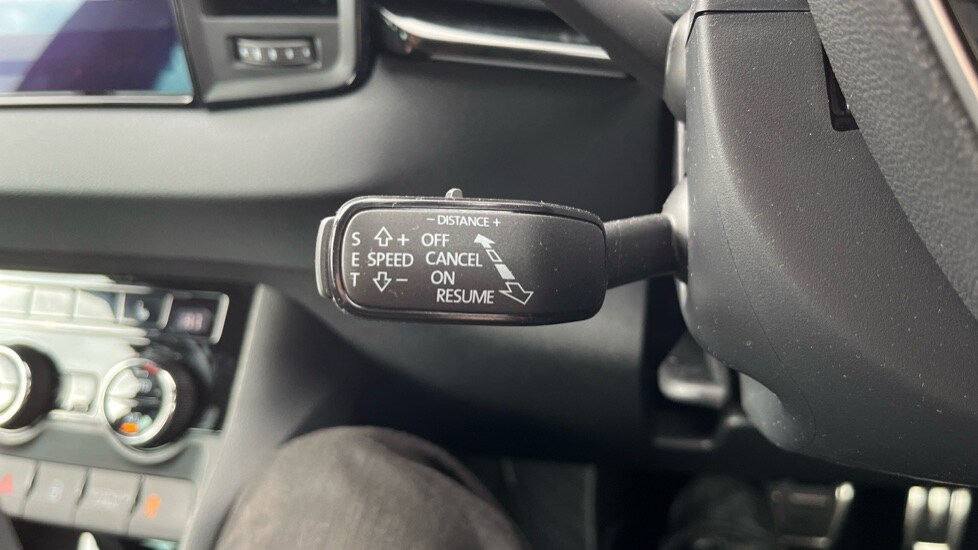 − DISTANCE +
S + OFF
E SPEED CANCEL
T − ON
RESUME